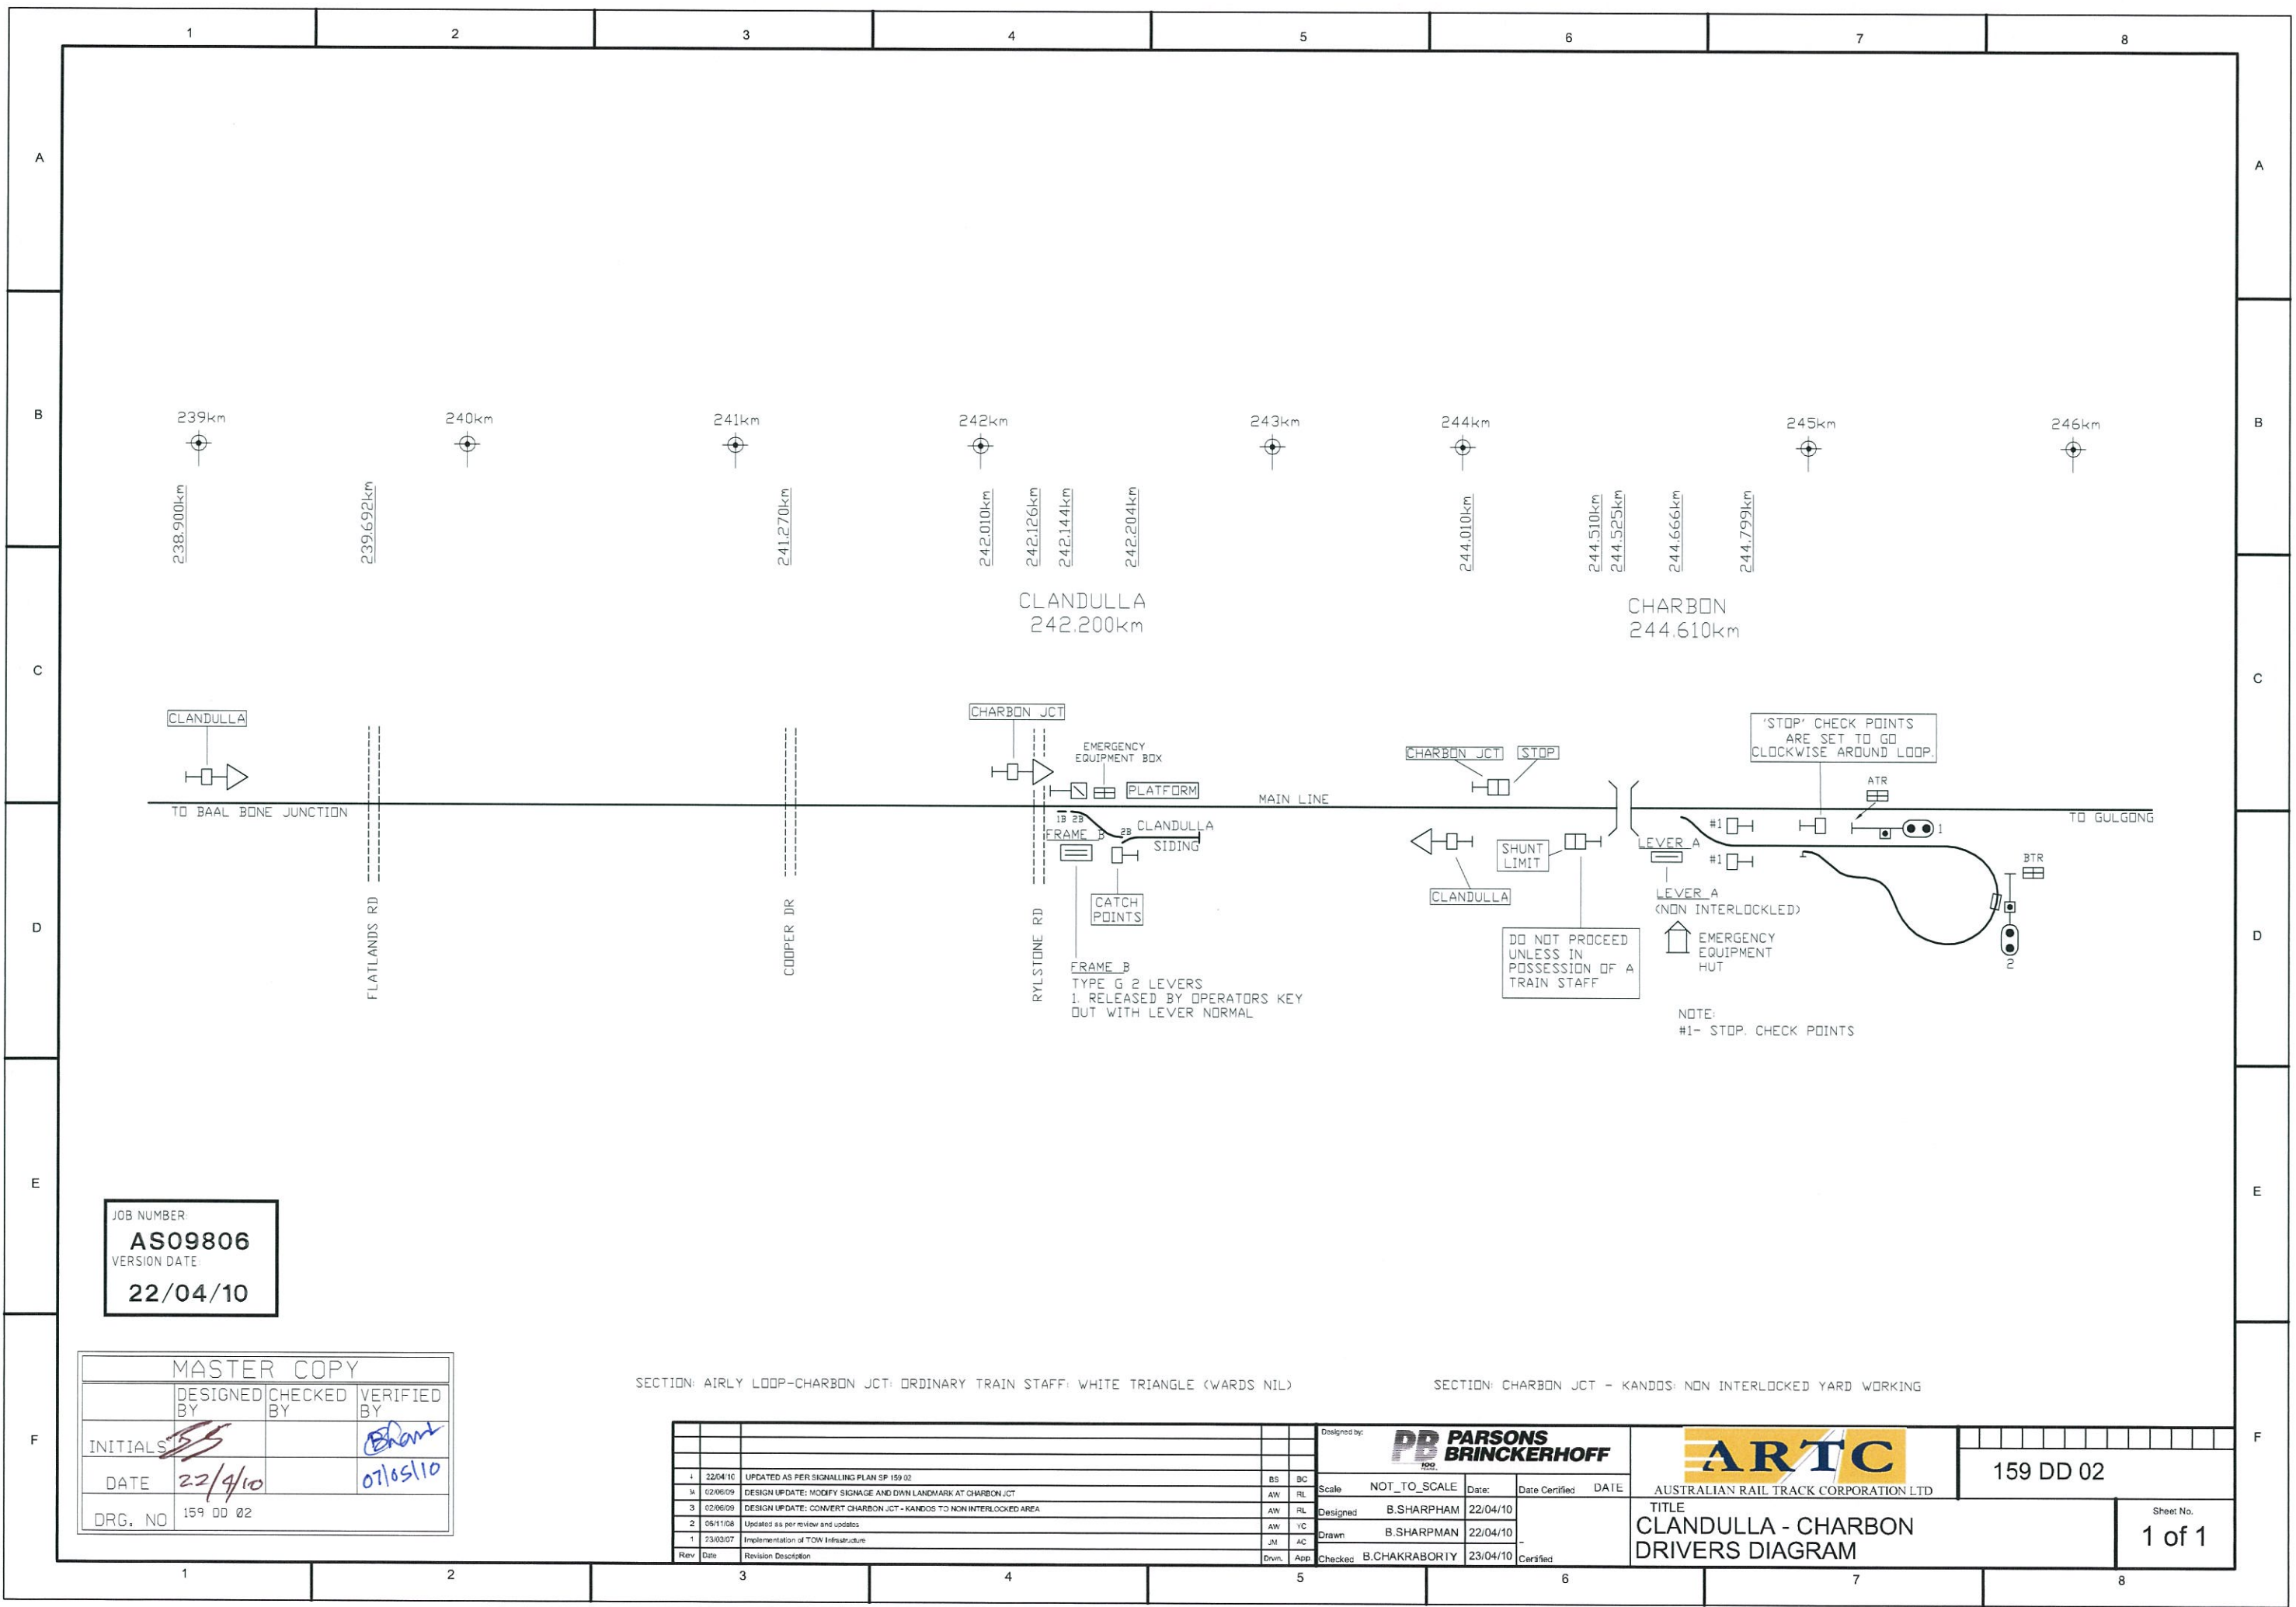 1 2 3 4 5 6 7 8
A
A
B
B
C
C
D
D
E
E
F
F
239km 240km 241km 242km 243km 244km 245km 246km
238.900km
239.692km
241.270km
242.010km
242.126km
242.144km
242.204km
244.010km
244.510km
244.525km
244.666km
244.799km
CLANDULLA
242.200km
CHARBON
244.610km
CLANDULLA
CHARBON JCT
EMERGENCY
EQUIPMENT BOX
PLATFORM
CHARBON JCT
STOP
'STOP' CHECK POINTS
ARE SET TO GO
CLOCKWISE AROUND LOOP.
ATR
TO BAAL BONE JUNCTION
MAIN LINE
TO GULGONG
1B 2B
FRAME B
2B
CLANDULLA
SIDING
CATCH
POINTS
FLATLANDS RD
COOPER DR
RYLSTONE RD
FRAME B
TYPE G 2 LEVERS
1. RELEASED BY OPERATORS KEY
OUT WITH LEVER NORMAL
CLANDULLA
SHUNT
LIMIT
DO NOT PROCEED
UNLESS IN
POSSESSION OF A
TRAIN STAFF
LEVER A
#1
#1
1
BTR
2
LEVER A
(NON INTERLOCKLED)
EMERGENCY
EQUIPMENT
HUT
NOTE:
#1- STOP. CHECK POINTS
JOB NUMBER:
AS09806
VERSION DATE:
22/04/10
MASTER COPY
DESIGNED BY CHECKED BY VERIFIED BY
INITIALS
DATE 22/4/10 07/05/10
DRG. NO 159 DD 02
SECTION: AIRLY LOOP-CHARBON JCT: ORDINARY TRAIN STAFF: WHITE TRIANGLE (WARDS NIL)
SECTION: CHARBON JCT - KANDOS: NON INTERLOCKED YARD WORKING
22/04/10 UPDATED AS PER SIGNALLING PLAN SP 159 02 BS BC
02/06/09 DESIGN UPDATE: MODIFY SIGNAGE AND DWN LANDMARK AT CHARBON JCT AW RL
3 02/06/09 DESIGN UPDATE: CONVERT CHARBON JCT - KANDOS TO NON INTERLOCKED AREA AW RL
2 06/11/08 Updated as per review and updates AW YC
1 23/03/07 Implementation of TOW Infrastructure JM AC
Rev Date Revision Description Drwn. App
Designed by:
PB PARSONS
BRINCKERHOFF
100
Scale NOT_TO_SCALE Date: Date Certified DATE
Designed B.SHARPHAM 22/04/10
Drawn B.SHARPMAN 22/04/10
Checked B.CHAKRABORTY 23/04/10 Certified
ARTC
AUSTRALIAN RAIL TRACK CORPORATION LTD
TITLE
CLANDULLA - CHARBON
DRIVERS DIAGRAM
159 DD 02
Sheet No.
1 of 1
1 2 3 4 5 6 7 8